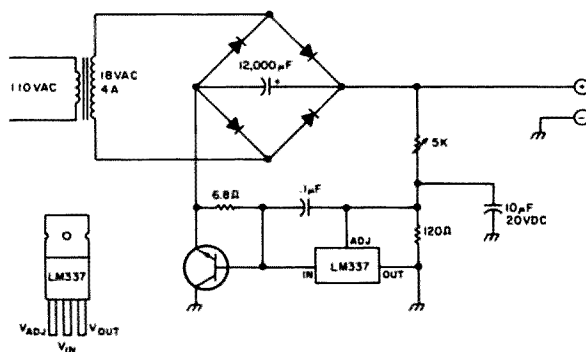 110VAC
18VAC
4A
12,000µF
+
+
−
5K
6.8Ω
.1µF
10µF
20VDC
120Ω
ADJ
IN
LM337
OUT
LM337
VADJ
VOUT
VIN